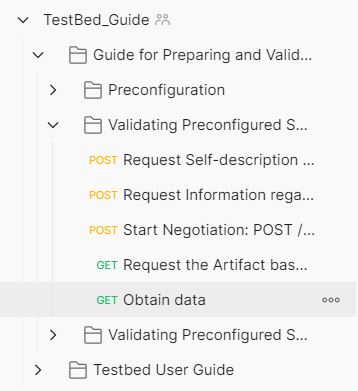 TestBed_Guide
Guide for Preparing and Valid...
Preconfiguration
Validating Preconfigured S...
POST Request Self-description ...
POST Request Information rega...
POST Start Negotiation: POST /...
GET Request the Artifact bas...
GET Obtain data
Validating Preconfigured S...
Testbed User Guide